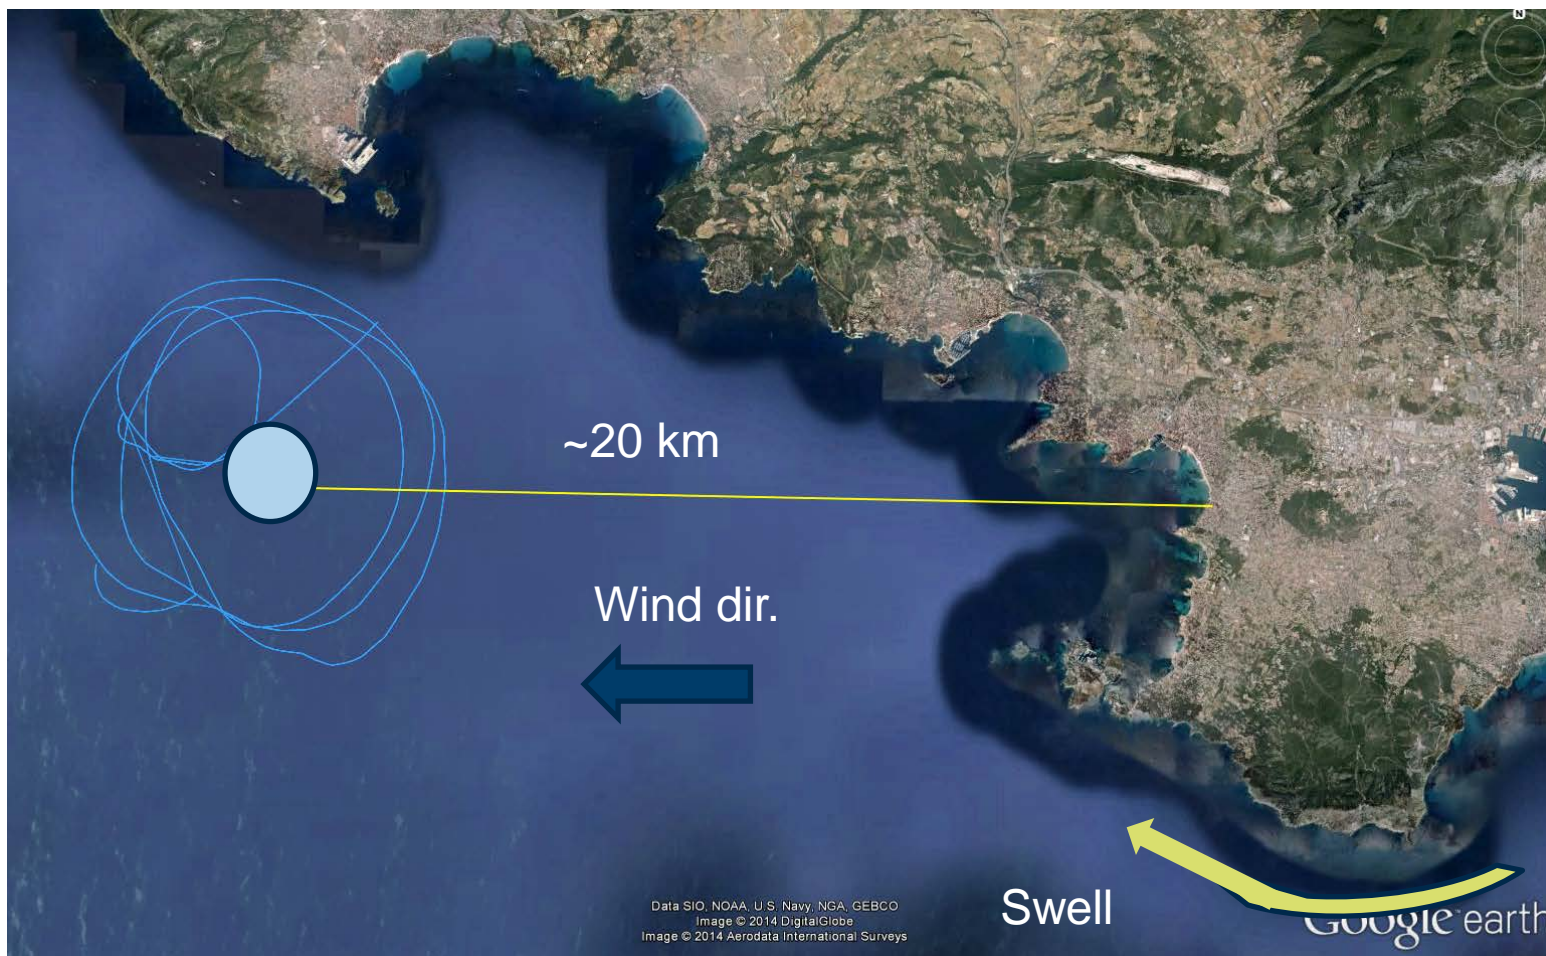 N
~20 km
Wind dir.
Swell
Data SIO, NOAA, U.S. Navy, NGA, GEBCO
Image © 2014 DigitalGlobe
Image © 2014 Aerodata International Surveys
Google earth